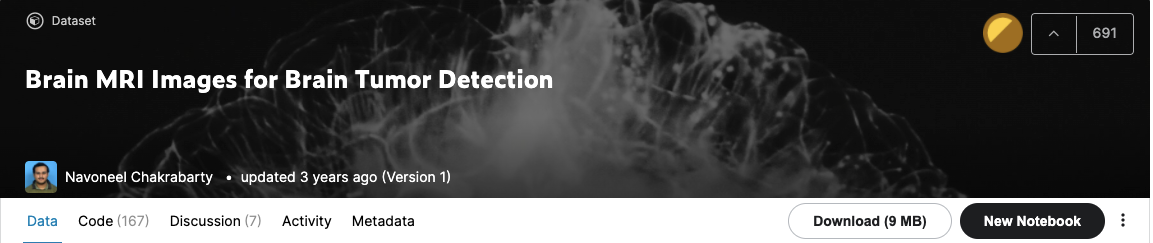 Dataset
691
Brain MRI Images for Brain Tumor Detection
Navoneel Chakrabarty • updated 3 years ago (Version 1)
Data Code (167) Discussion (7) Activity Metadata Download (9 MB) New Notebook